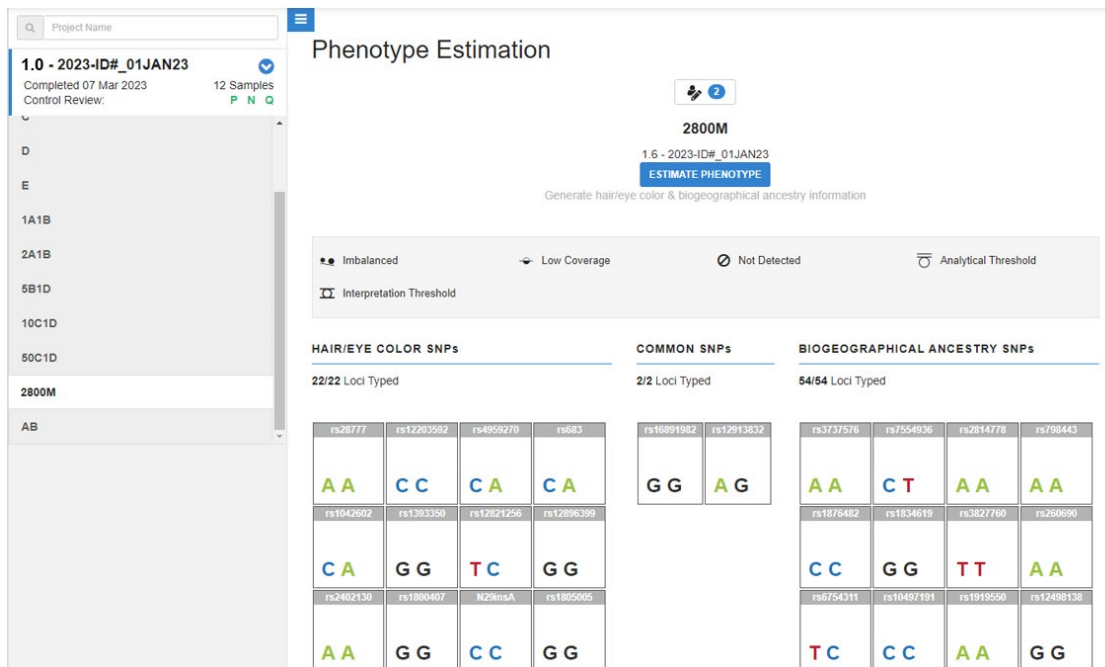 Project Name
1.0 - 2023-ID#_01JAN23
Completed 07 Mar 2023 12 Samples
Control Review: P N Q
D
E
1A1B
2A1B
5B1D
10C1D
50C1D
2800M
AB
Phenotype Estimation
2
2800M
1.6 - 2023-ID#_01JAN23
ESTIMATE PHENOTYPE
Generate hair/eye color & biogeographical ancestry information
Imbalanced Low Coverage Not Detected Analytical Threshold
Interpretation Threshold
HAIR/EYE COLOR SNPs
22/22 Loci Typed
rs28777 rs12203592 rs4959270 rs683
A A C C C A C A
rs1042602 rs1393350 rs12821256 rs12896399
C A G G T C G G
rs2402130 rs1800407 N29insA rs1805005
A A G G C C G G
COMMON SNPs
2/2 Loci Typed
rs16891982 rs12913832
G G A G
BIOGEOGRAPHICAL ANCESTRY SNPs
54/54 Loci Typed
rs3737576 rs7554936 rs2814778 rs798443
A A C T A A A A
rs1876482 rs1834619 rs3827760 rs260690
C C G G T T A A
rs6754311 rs10497191 rs1919550 rs12498138
T C C C A A G G